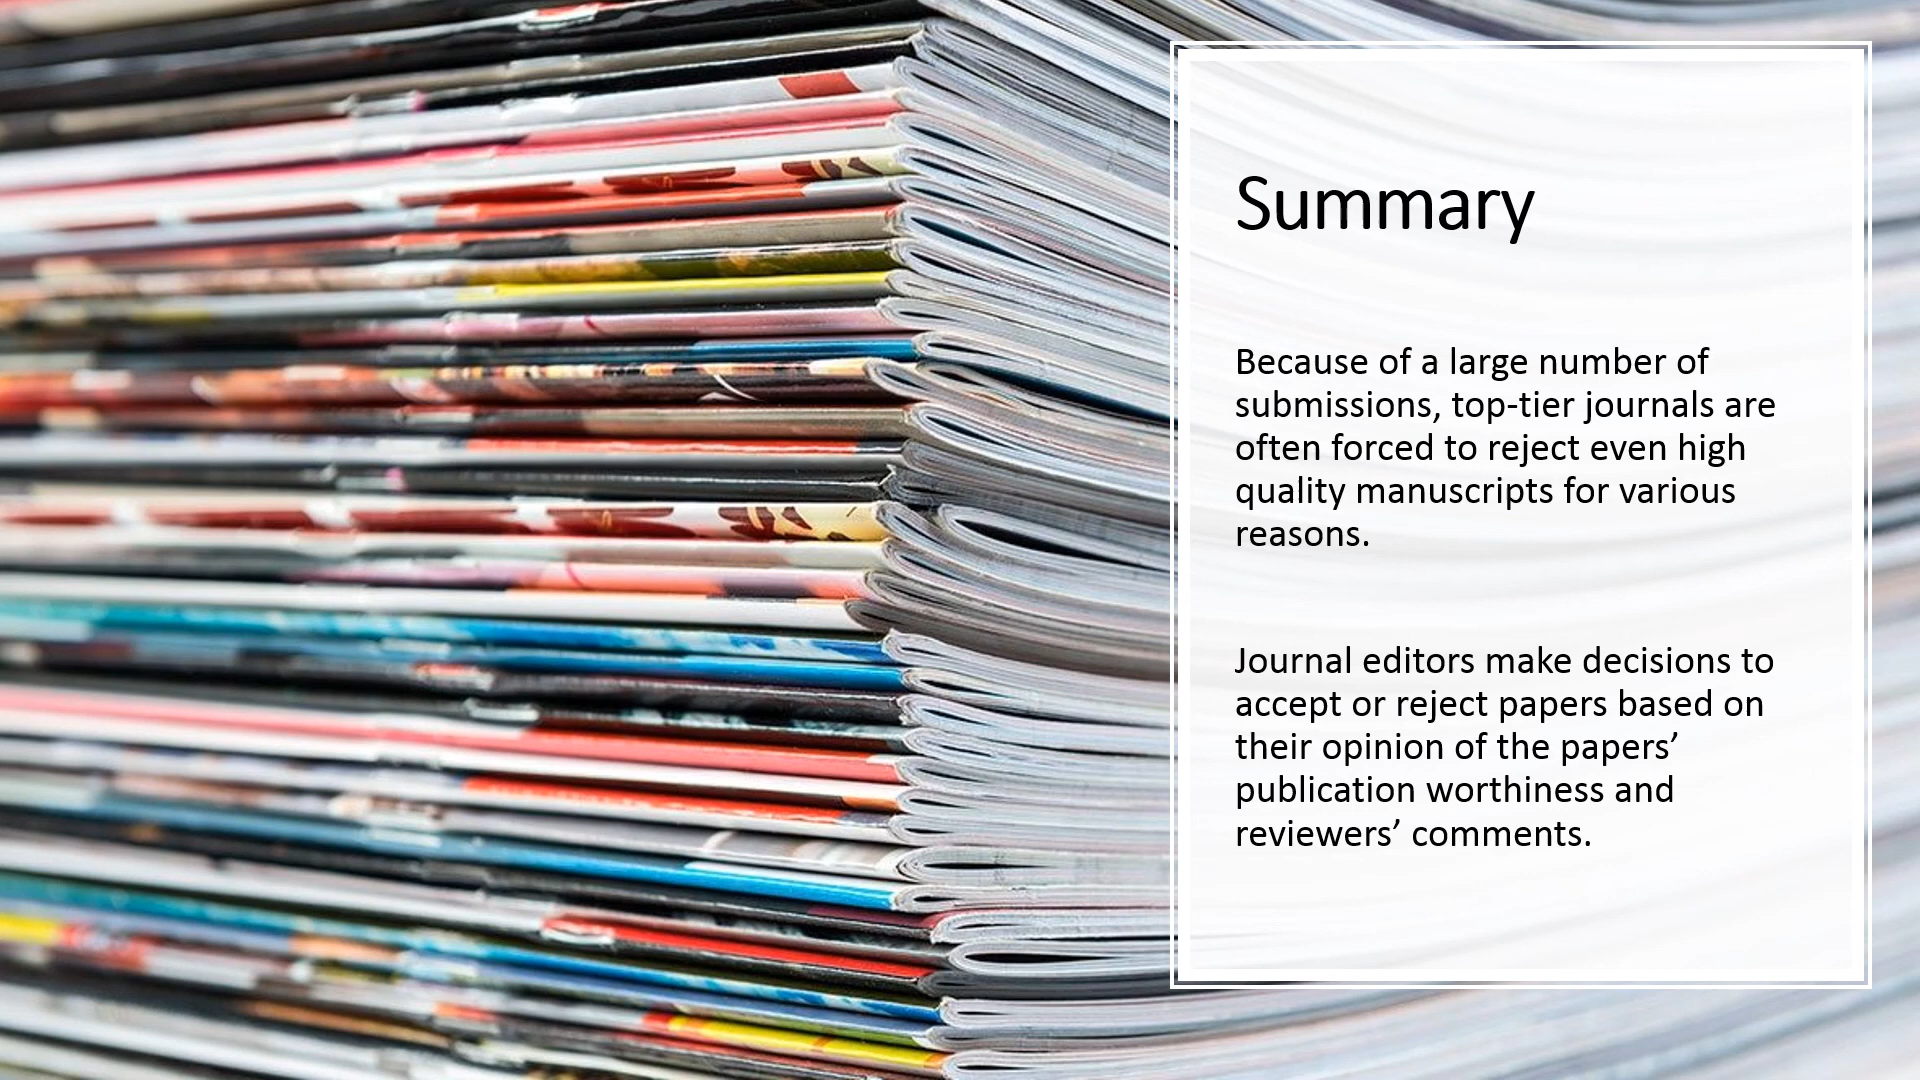 Summary
Because of a large number of
submissions, top-tier journals are
often forced to reject even high
quality manuscripts for various
reasons.
Journal editors make decisions to
accept or reject papers based on
their opinion of the papers’
publication worthiness and
reviewers’ comments.